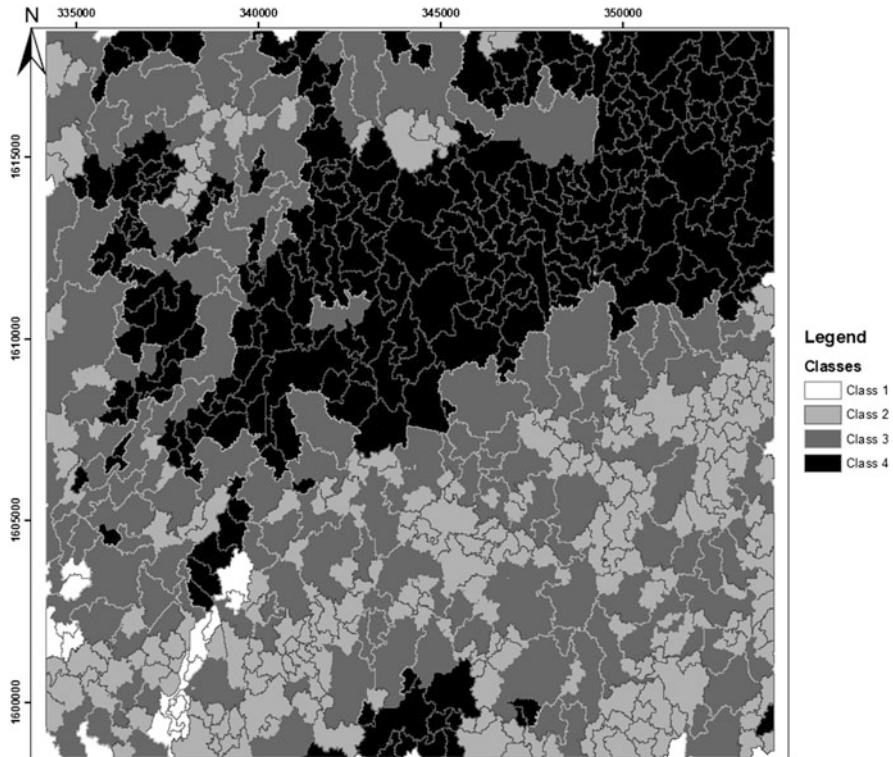 335000 340000 345000 350000
N
1615000
1610000
1605000
1600000
Legend
Classes
Class 1
Class 2
Class 3
Class 4